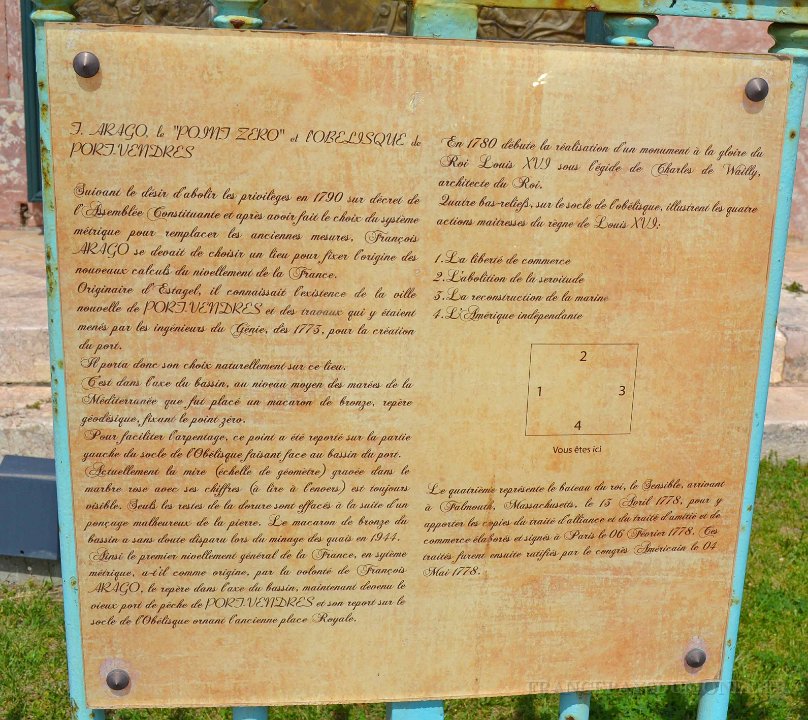 F. ARAGO, le "POINT ZERO" et l'OBELISQUE de
PORT-VENDRES
Suivant le désir d'abolir les privilèges en 1790 sur décret de
l'Assemblée Constituante et après avoir fait le choix du système
métrique pour remplacer les anciennes mesures, François
ARAGO se devait de choisir un lieu pour fixer l'origine des
nouveaux calculs du nivellement de la France.
Originaire d'Estagel, il connaissait l'existence de la ville
nouvelle de PORT-VENDRES et des travaux qui y étaient
menés par les ingénieurs du Génie, dès 1773, pour la création
du port.
Il porta donc son choix naturellement sur ce lieu.
C'est dans l'axe du bassin, au niveau moyen des marées de la
Méditerranée que fut placé un macaron de bronze, repère
géodésique, fixant le point zéro.
Pour faciliter l'arpentage, ce point a été reporté sur la partie
gauche du socle de l'Obélisque faisant face au bassin du port.
Actuellement la mire (échelle de géomètre) gravée dans le
marbre rose avec ses chiffres (à lire à l'envers) est toujours
visible. Seuls les restes de la dorure sont effacés à la suite d'un
ponçage malheureux de la pierre. Le macaron de bronze du
bassin a sans doute disparu lors du minage des quais en 1944.
Ainsi le premier nivellement général de la France, en sytème
métrique, a-t'il comme origine, par la volonté de François
ARAGO, le repère dans l'axe du bassin, maintenant devenu le
vieux port de pêche de PORT-VENDRES et son report sur le
socle de l'Obélisque ornant l'ancienne place Royale.
En 1780 débute la réalisation d'un monument à la gloire du
Roi Louis XVI sous l'égide de Charles de Wailly,
architecte du Roi.
Quatre bas-reliefs, sur le socle de l'obélisque, illustrent les quatre
actions maitresses du règne de Louis XVI:
1.La liberté de commerce
2.L'abolition de la servitude
3.La reconstruction de la marine
4.L'Amérique indépendante
2
1 3
4
Vous êtes ici
Le quatrième représente le bateau du roi, le Sensible, arrivant
à Falmouth, Massachusetts, le 13 April 1778, pour y
apporter les copies du traité d'alliance et du traité d'amitié et de
commerce élaborés et signés à Paris le 06 Février 1778. Ces
traités furent ensuite ratifiés par le congrès Américain le 04
Mai 1778.